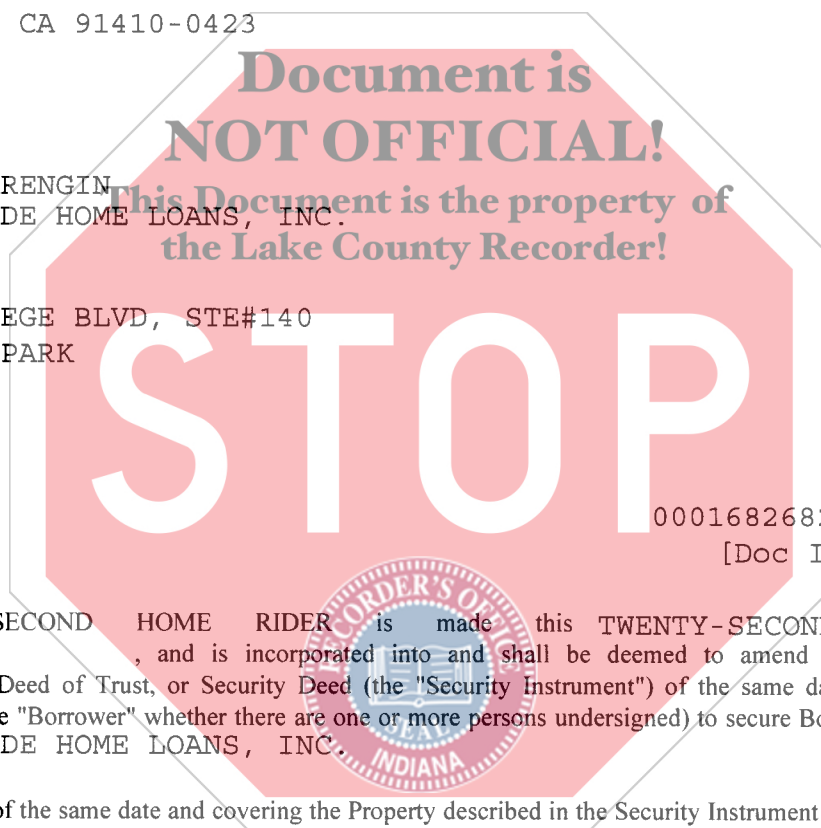 CA 91410-0423
Document is
NOT OFFICIAL!
RENGIN
This Document is the property of
DE HOME LOANS, INC.
the Lake County Recorder!
EGE BLVD, STE#140
PARK
STOP
000168268
[Doc I
SECOND HOME RIDER is made this TWENTY-SECOND
, and is incorporated into and shall be deemed to amend
Deed of Trust, or Security Deed (the "Security Instrument") of the same da
e "Borrower" whether there are one or more persons undersigned) to secure Bo
DE HOME LOANS, INC.
RECORDER'S OFFICE
SEAL
INDIANA
of the same date and covering the Property described in the Security Instrument